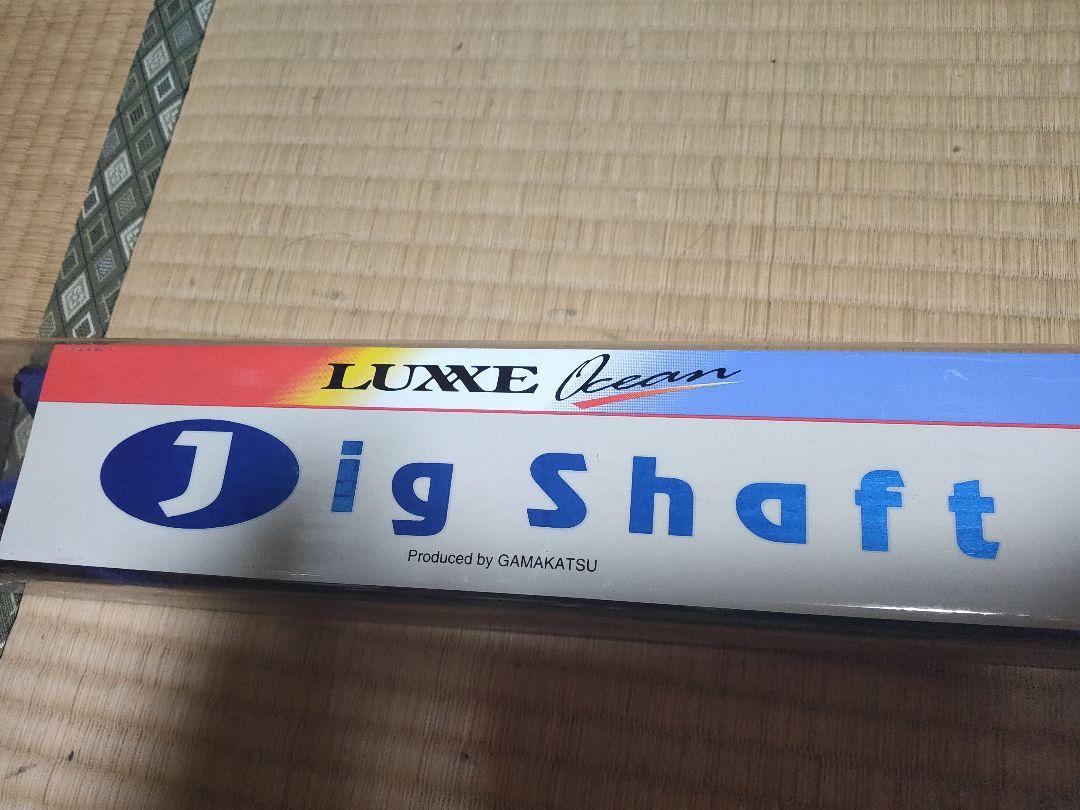 LUXXE Ocean
Jig Shaft
Produced by GAMAKATSU